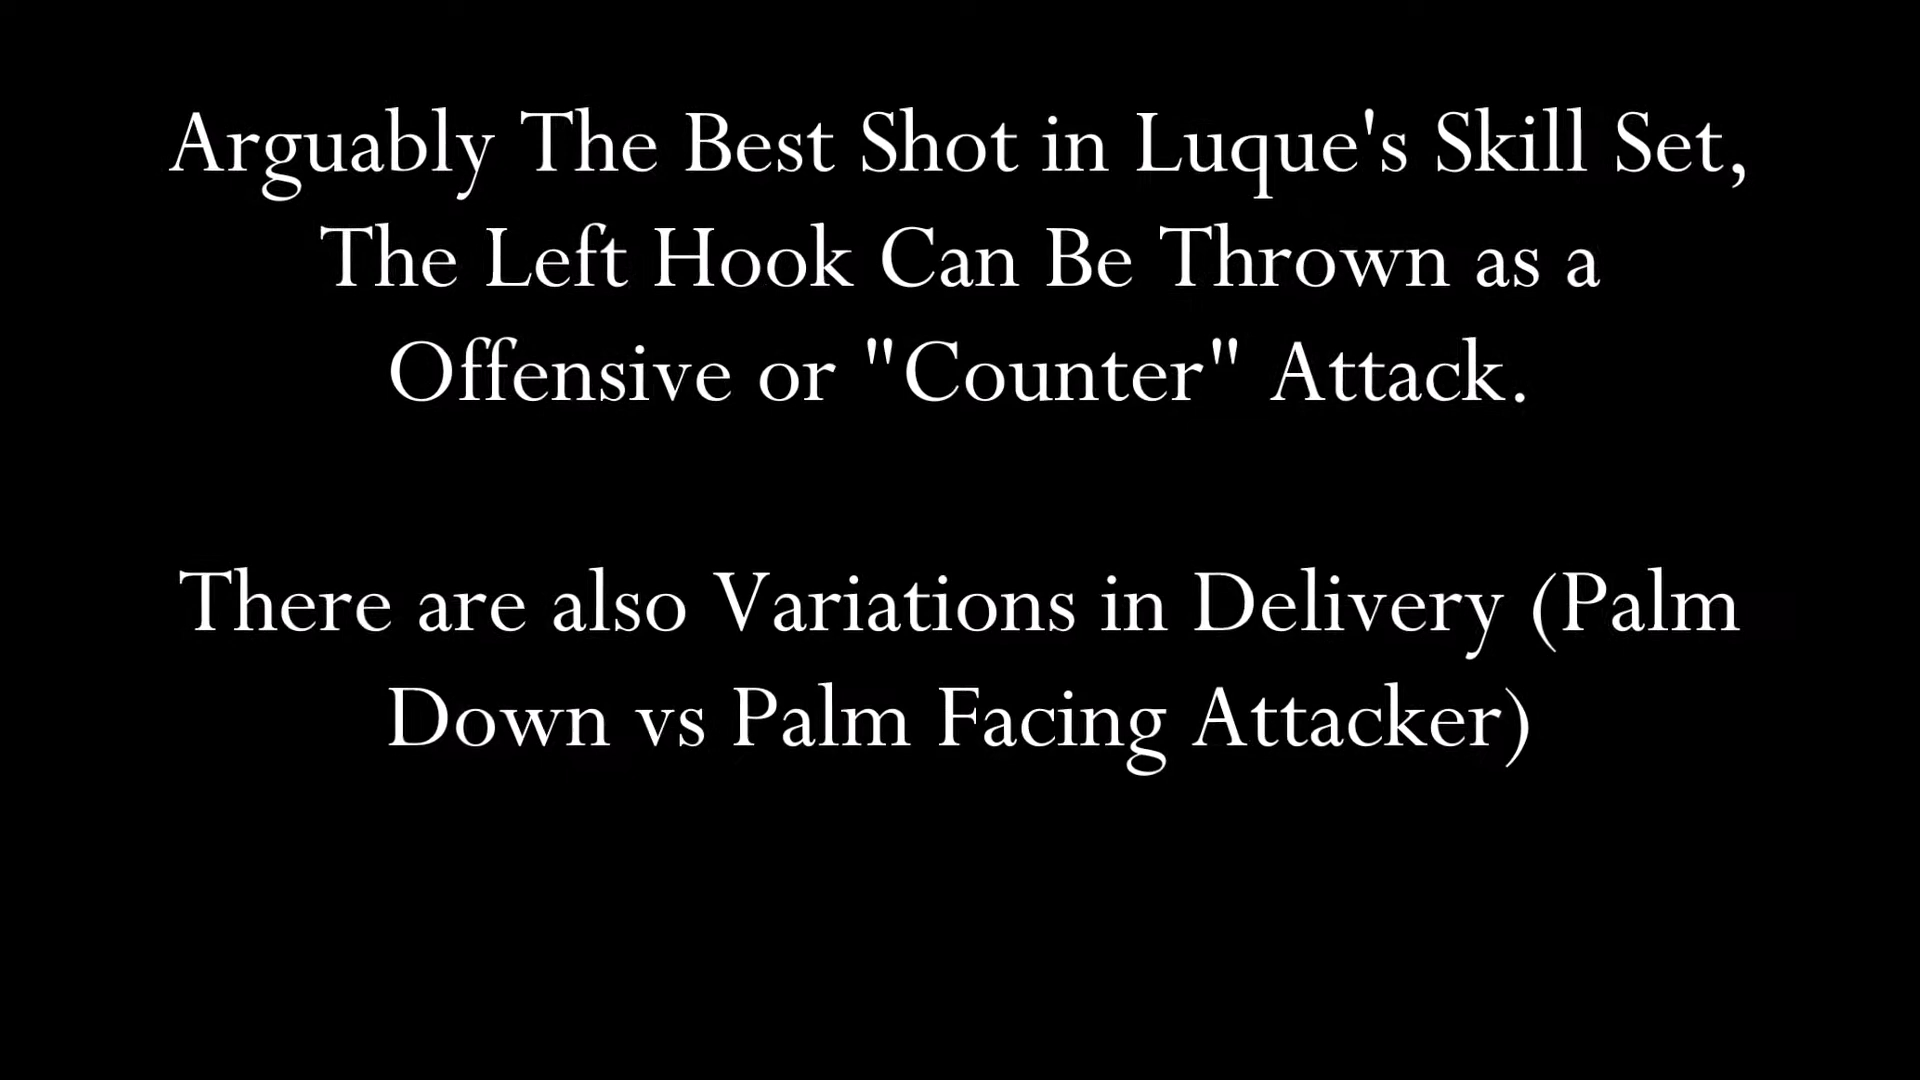 Arguably The Best Shot in Luque's Skill Set,
The Left Hook Can Be Thrown as a
Offensive or "Counter" Attack.
There are also Variations in Delivery (Palm
Down vs Palm Facing Attacker)